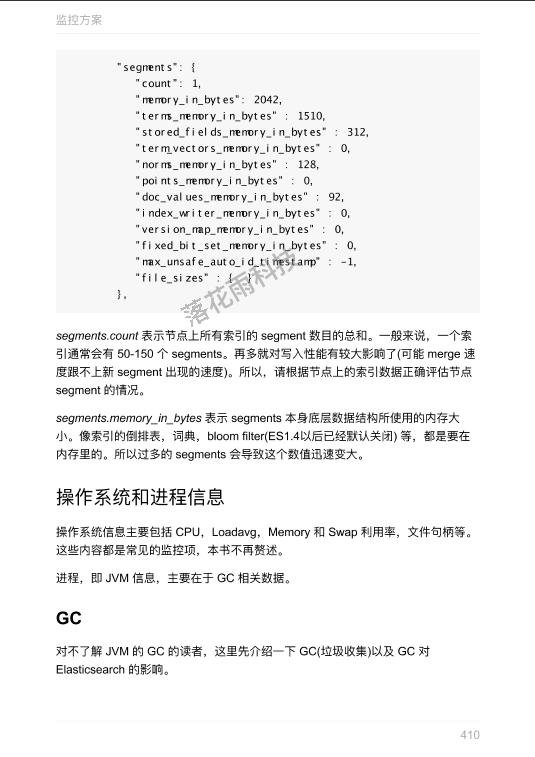 监控方案
"segments": {
"count": 1,
"memory_in_bytes": 2042,
"terms_memory_in_bytes" : 1510,
"stored_fields_memory_in_bytes" : 312,
"term_vectors_memory_in_bytes" : 0,
"norms_memory_in_bytes" : 128,
"points_memory_in_bytes" : 0,
"doc_values_memory_in_bytes" : 92,
"index_writer_memory_in_bytes" : 0,
"version_map_memory_in_bytes" : 0,
"fixed_bit_set_memory_in_bytes" : 0,
"max_unsafe_auto_id_timestamp" : -1,
"file_sizes" : { }
},
落花雨科技
segments.count 表示节点上所有索引的 segment 数目的总和。一般来说，一个索
引通常会有 50-150 个 segments。再多就对写入性能有较大影响了(可能 merge 速
度跟不上新 segment 出现的速度)。所以，请根据节点上的索引数据正确评估节点
segment 的情况。
segments.memory_in_bytes 表示 segments 本身底层数据结构所使用的内存大
小。像索引的倒排表，词典，bloom filter(ES1.4以后已经默认关闭) 等，都是要在
内存里的。所以过多的 segments 会导致这个数值迅速变大。
操作系统和进程信息
操作系统信息主要包括 CPU，Loadavg，Memory 和 Swap 利用率，文件句柄等。
这些内容都是常见的监控项，本书不再赘述。
进程，即 JVM 信息，主要在于 GC 相关数据。
GC
对不了解 JVM 的 GC 的读者，这里先介绍一下 GC(垃圾收集)以及 GC 对
Elasticsearch 的影响。
410